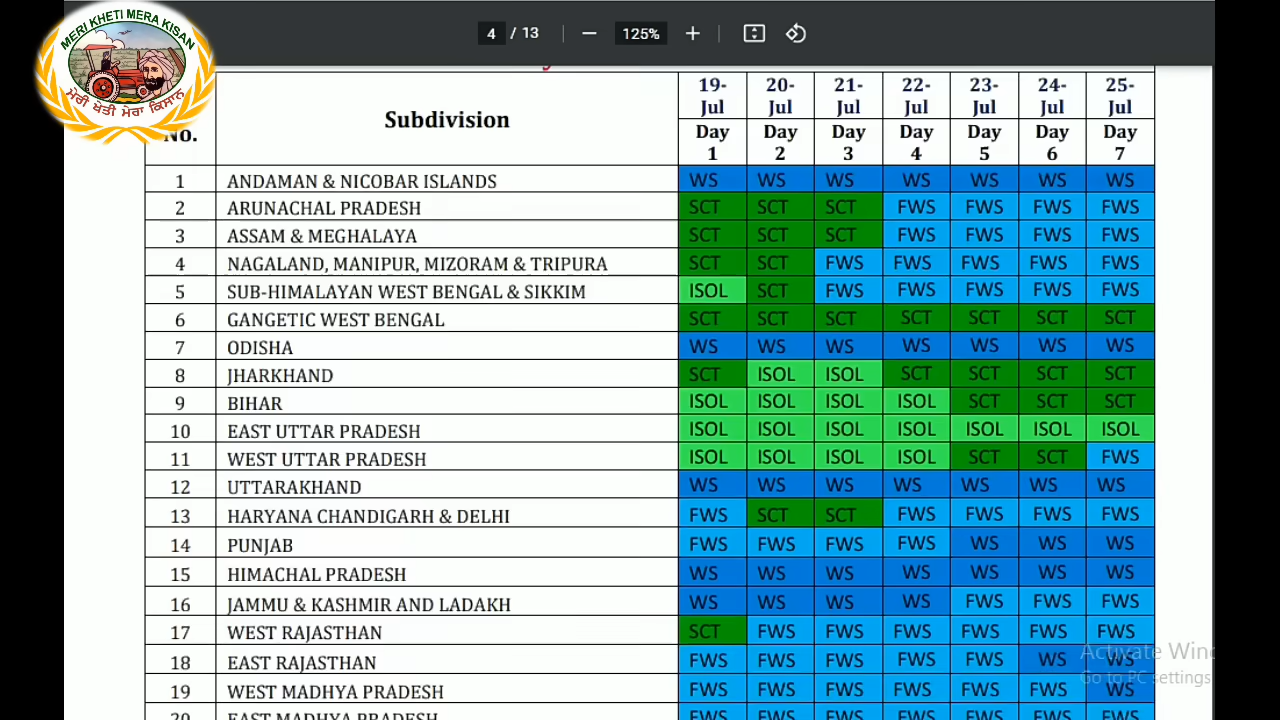 MERI KHETI MERA KISAN
ਮੇਰੀ ਖੇਤੀ ਮੇਰਾ ਕਿਸਾਨ
4 / 13 125%
No. Subdivision 19-Jul 20-Jul 21-Jul 22-Jul 23-Jul 24-Jul 25-Jul
Day 1 Day 2 Day 3 Day 4 Day 5 Day 6 Day 7
1 ANDAMAN & NICOBAR ISLANDS WS WS WS WS WS WS WS
2 ARUNACHAL PRADESH SCT SCT SCT FWS FWS FWS FWS
3 ASSAM & MEGHALAYA SCT SCT SCT FWS FWS FWS FWS
4 NAGALAND, MANIPUR, MIZORAM & TRIPURA SCT SCT FWS FWS FWS FWS FWS
5 SUB-HIMALAYAN WEST BENGAL & SIKKIM ISOL SCT FWS FWS FWS FWS FWS
6 GANGETIC WEST BENGAL SCT SCT SCT SCT SCT SCT SCT
7 ODISHA WS WS WS WS WS WS WS
8 JHARKHAND SCT ISOL ISOL SCT SCT SCT SCT
9 BIHAR ISOL ISOL ISOL ISOL SCT SCT SCT
10 EAST UTTAR PRADESH ISOL ISOL ISOL ISOL ISOL ISOL ISOL
11 WEST UTTAR PRADESH ISOL ISOL ISOL ISOL SCT SCT FWS
12 UTTARAKHAND WS WS WS WS WS WS WS
13 HARYANA CHANDIGARH & DELHI FWS SCT SCT FWS FWS FWS FWS
14 PUNJAB FWS FWS FWS FWS WS WS WS
15 HIMACHAL PRADESH WS WS WS WS WS WS WS
16 JAMMU & KASHMIR AND LADAKH WS WS WS WS FWS FWS FWS
17 WEST RAJASTHAN SCT FWS FWS FWS FWS FWS FWS
18 EAST RAJASTHAN FWS FWS FWS FWS FWS WS WS
19 WEST MADHYA PRADESH FWS FWS FWS FWS FWS FWS WS
20 EAST MADHYA PRADESH FWS FWS FWS FWS FWS FWS FWS
Activate Wind
Go to PC settings